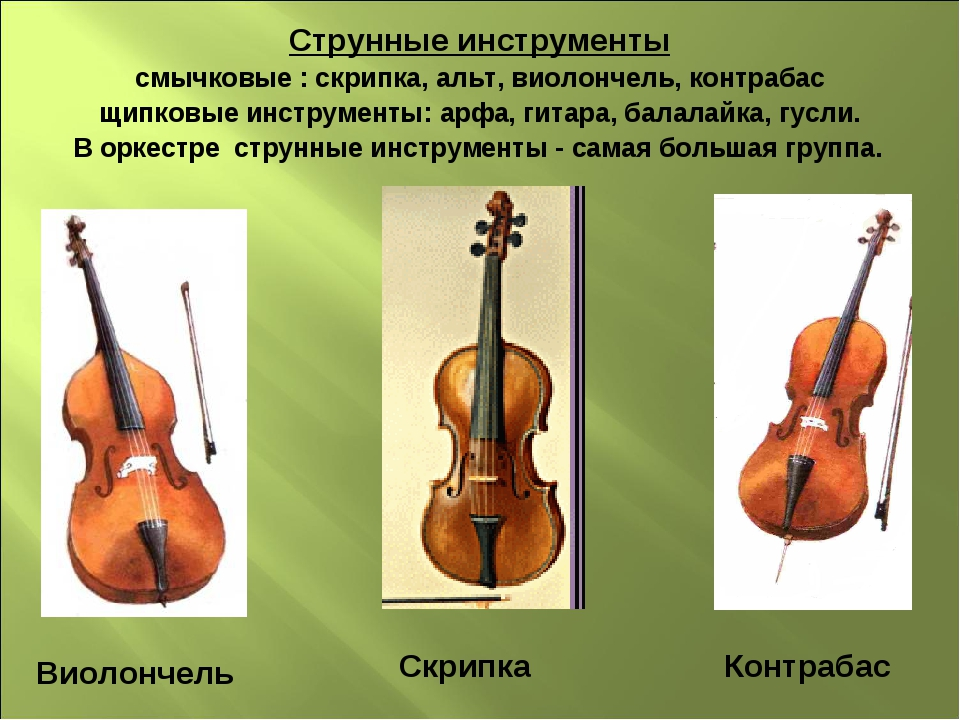 Струнные инструменты
смычковые : скрипка, альт, виолончель, контрабас
щипковые инструменты: арфа, гитара, балалайка, гусли.
В оркестре струнные инструменты - самая большая группа.
Виолончель
Скрипка
Контрабас